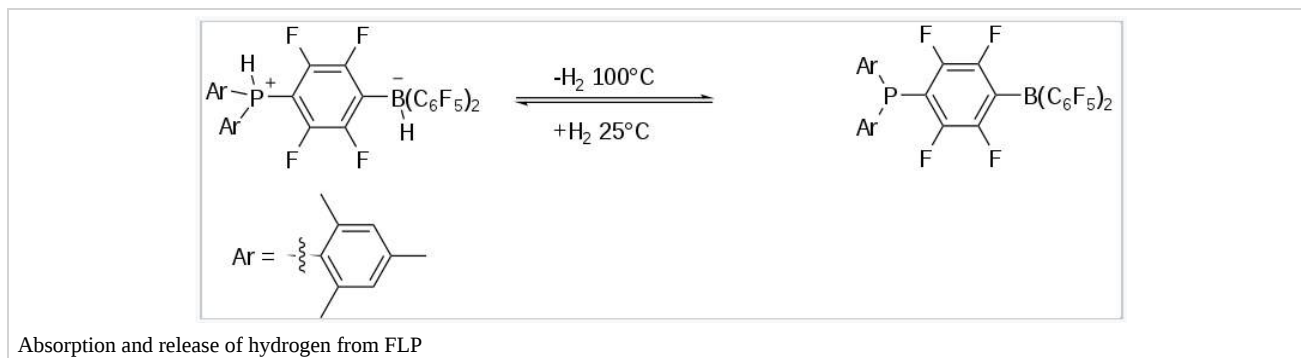 F F
H
Ar P + − B(C₆F₅)₂
Ar H
F F
-H₂ 100°C
+H₂ 25°C
F F
Ar
P B(C₆F₅)₂
Ar
F F
Ar =
Absorption and release of hydrogen from FLP